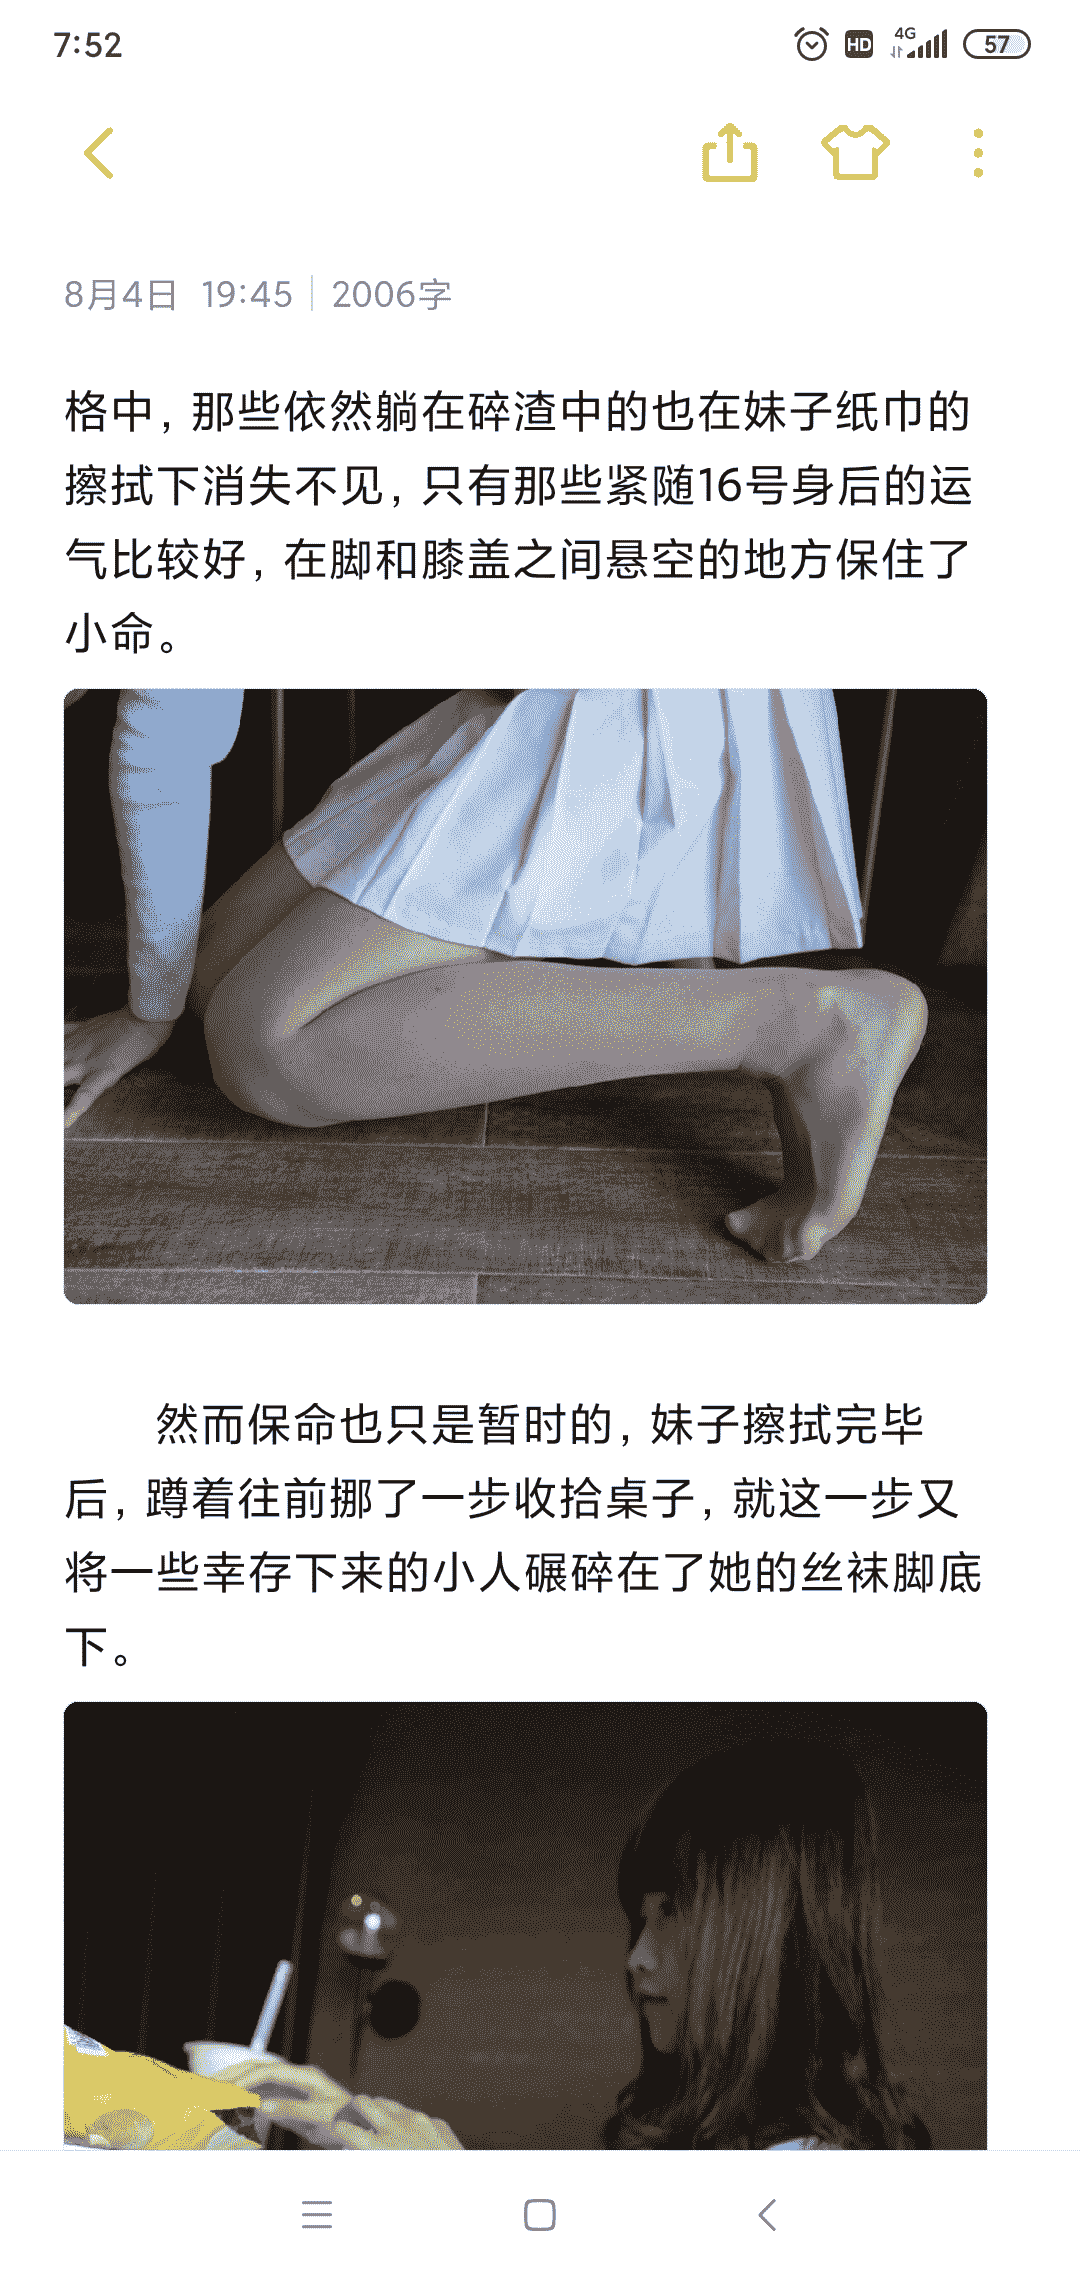 7:52
HD 4G 57
8月4日 19:45 | 2006字
格中，那些依然躺在碎渣中的也在妹子纸巾的
擦拭下消失不见，只有那些紧随16号身后的运
气比较好，在脚和膝盖之间悬空的地方保住了
小命。
然而保命也只是暂时的，妹子擦拭完毕
后，蹲着往前挪了一步收拾桌子，就这一步又
将一些幸存下来的小人碾碎在了她的丝袜脚底
下。